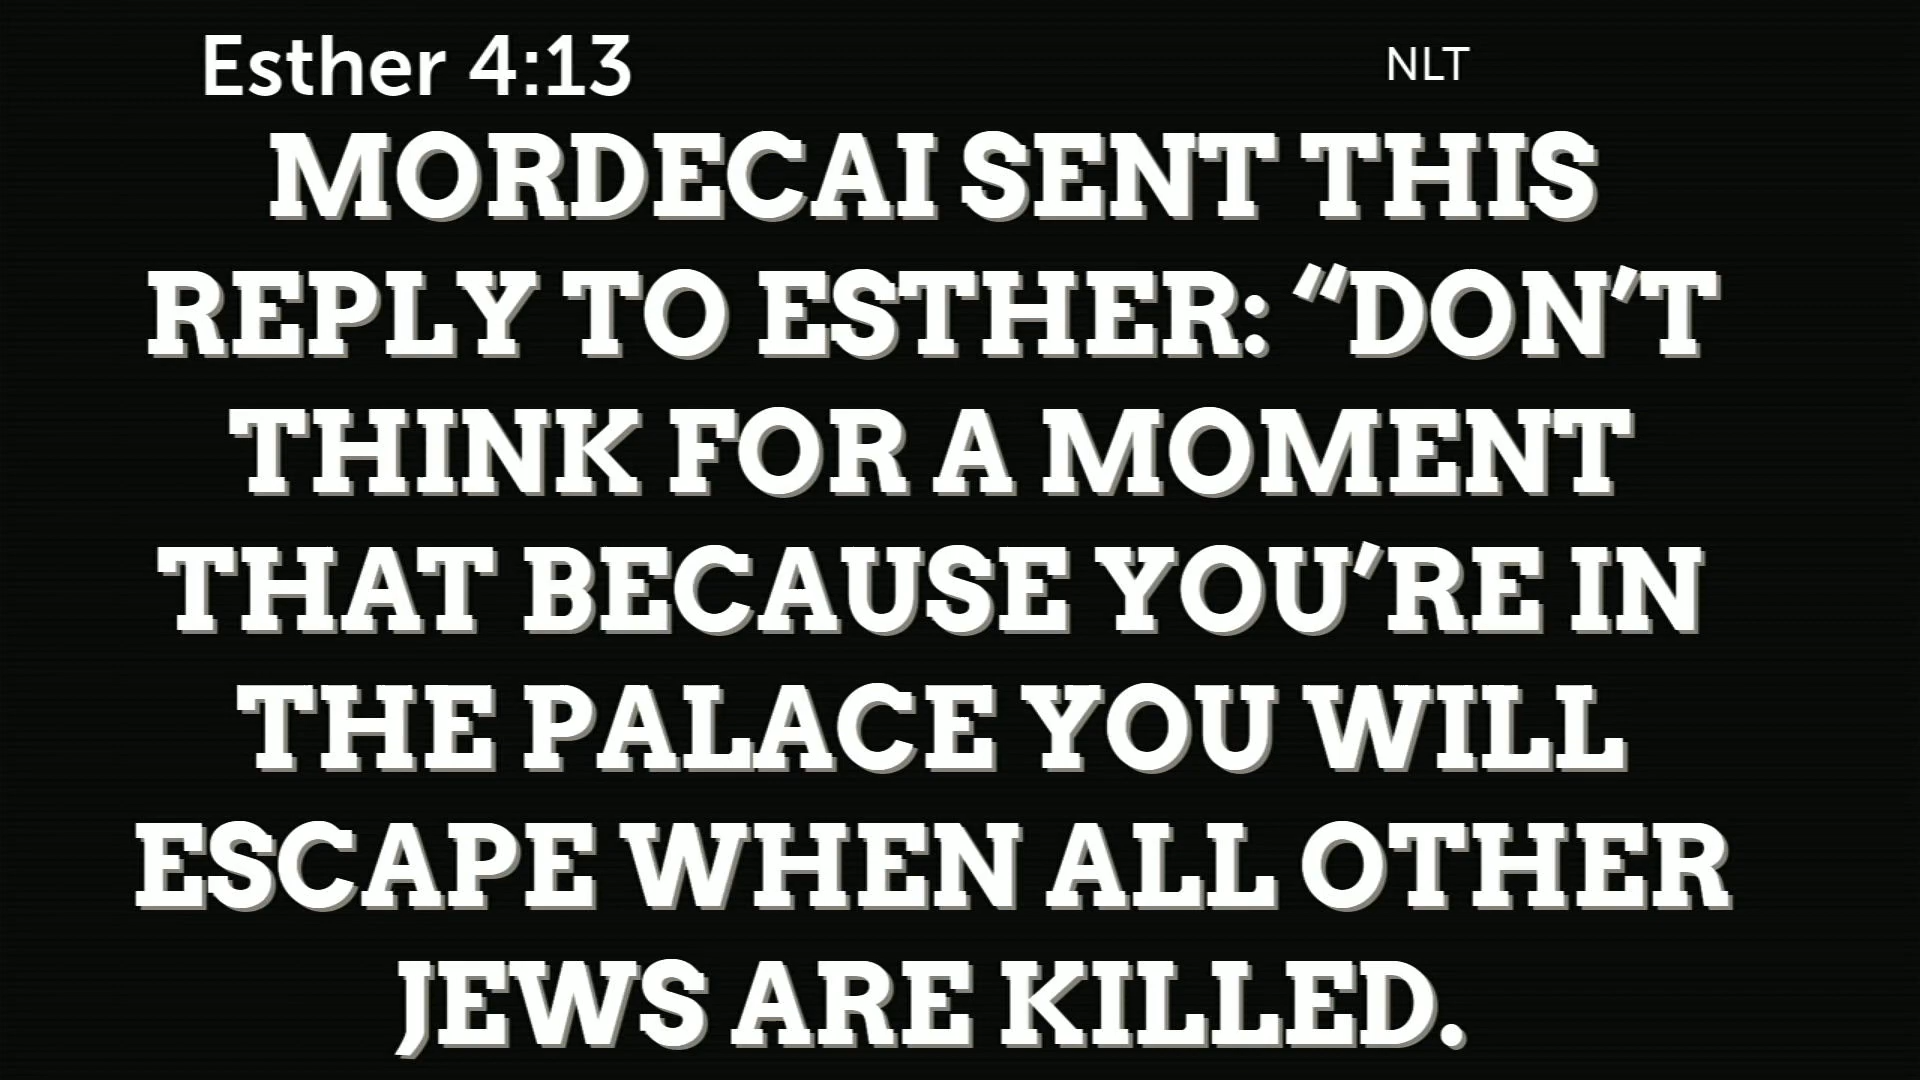 Esther 4:13 NLT
MORDECAI SENT THIS
REPLY TO ESTHER: “DON’T
THINK FOR A MOMENT
THAT BECAUSE YOU’RE IN
THE PALACE YOU WILL
ESCAPE WHEN ALL OTHER
JEWS ARE KILLED.